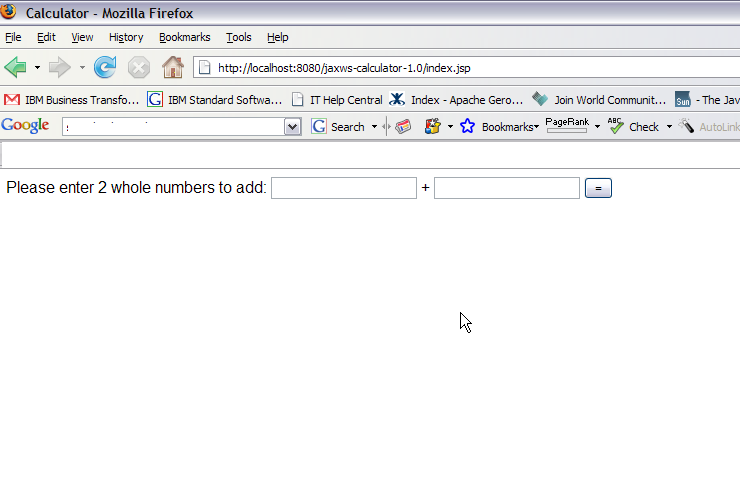 Calculator - Mozilla Firefox
File Edit View History Bookmarks Tools Help
http://localhost:8080/jaxws-calculator-1.0/index.jsp
IBM Business Transfo... G IBM Standard Softwa... IT Help Central Index - Apache Gero... Join World Communit... Sun - The Jav
Google G Search Bookmarks PageRank ABC Check AutoLink
Please enter 2 whole numbers to add: + =